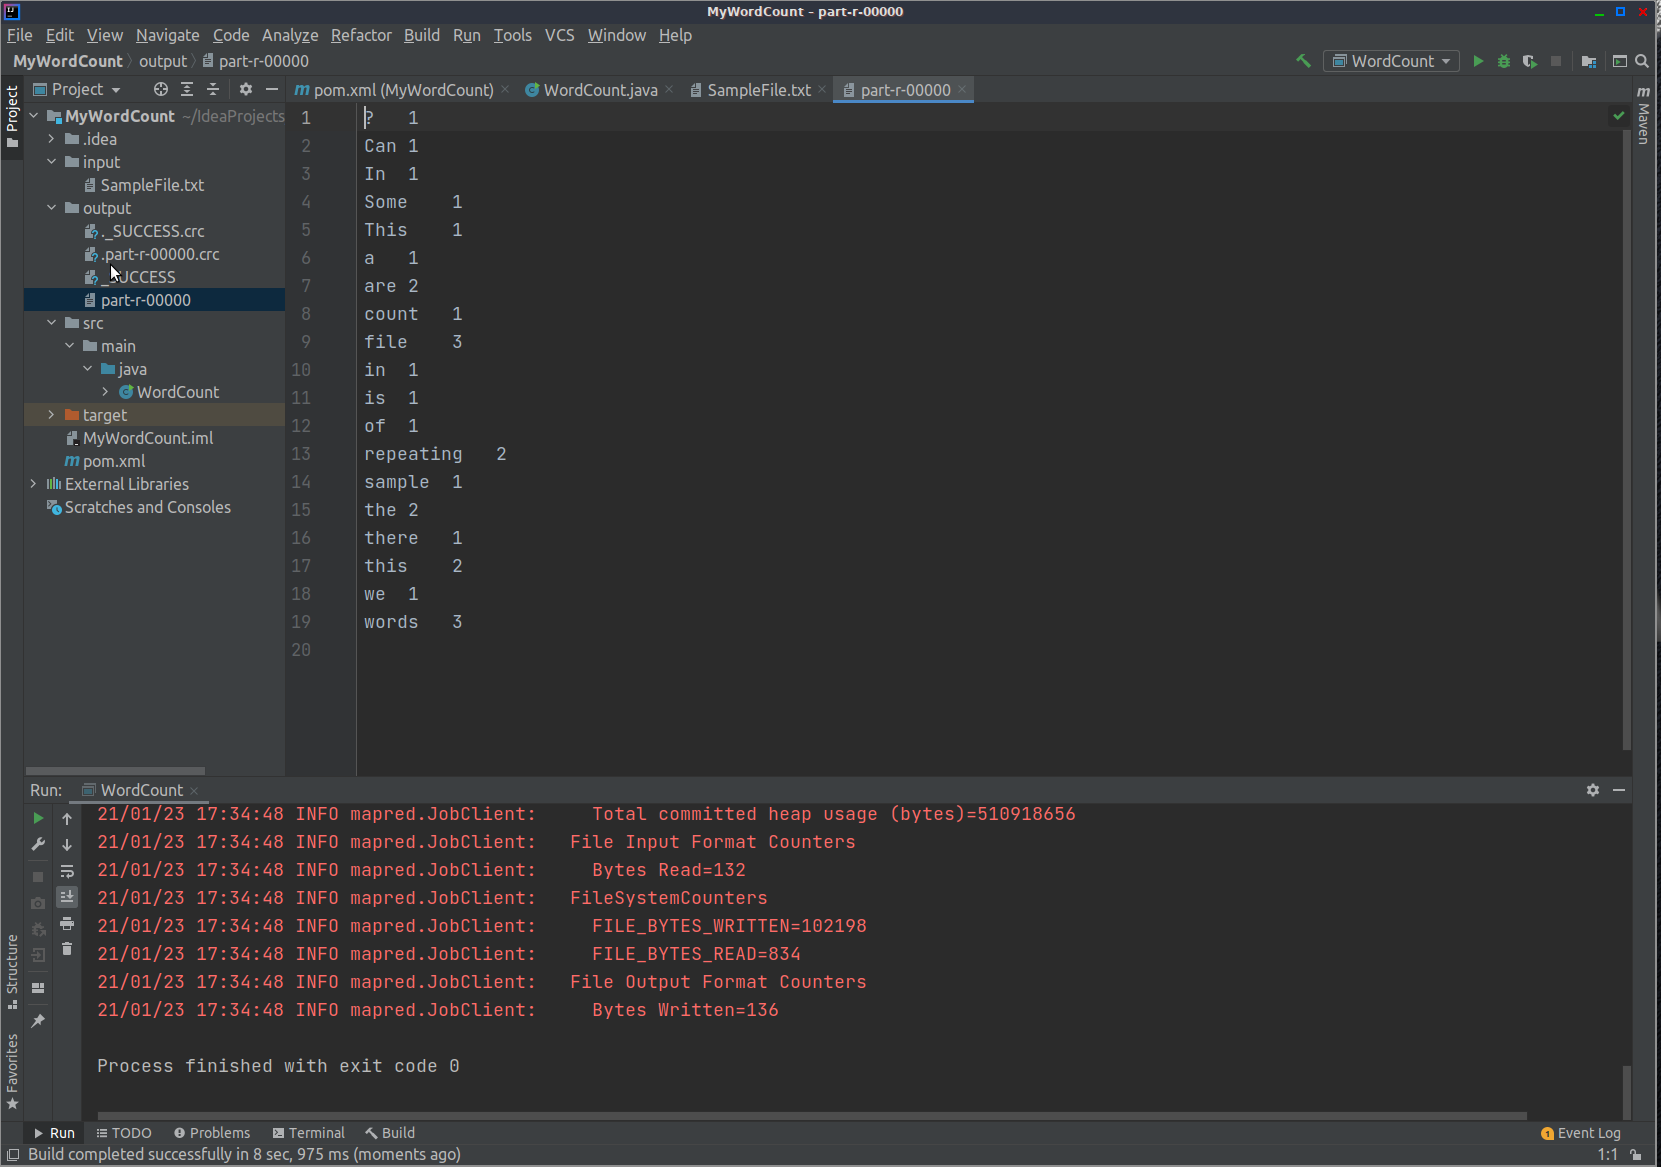 MyWordCount - part-r-00000
File Edit View Navigate Code Analyze Refactor Build Run Tools VCS Window Help
MyWordCount output part-r-00000
WordCount
Project
pom.xml (MyWordCount) WordCount.java SampleFile.txt part-r-00000
Project
Maven
MyWordCount ~/IdeaProjects
.idea
input
SampleFile.txt
output
._SUCCESS.crc
.part-r-00000.crc
_SUCCESS
part-r-00000
src
main
java
WordCount
target
MyWordCount.iml
pom.xml
External Libraries
Scratches and Consoles
1 ? 1
2 Can 1
3 In 1
4 Some 1
5 This 1
6 a 1
7 are 2
8 count 1
9 file 3
10 in 1
11 is 1
12 of 1
13 repeating 2
14 sample 1
15 the 2
16 there 1
17 this 2
18 we 1
19 words 3
20
Run: WordCount
21/01/23 17:34:48 INFO mapred.JobClient: Total committed heap usage (bytes)=510918656
21/01/23 17:34:48 INFO mapred.JobClient: File Input Format Counters
21/01/23 17:34:48 INFO mapred.JobClient: Bytes Read=132
21/01/23 17:34:48 INFO mapred.JobClient: FileSystemCounters
21/01/23 17:34:48 INFO mapred.JobClient: FILE_BYTES_WRITTEN=102198
21/01/23 17:34:48 INFO mapred.JobClient: FILE_BYTES_READ=834
21/01/23 17:34:48 INFO mapred.JobClient: File Output Format Counters
21/01/23 17:34:48 INFO mapred.JobClient: Bytes Written=136
Process finished with exit code 0
Structure
Favorites
Run TODO Problems Terminal Build
1 Event Log
Build completed successfully in 8 sec, 975 ms (moments ago)
1:1